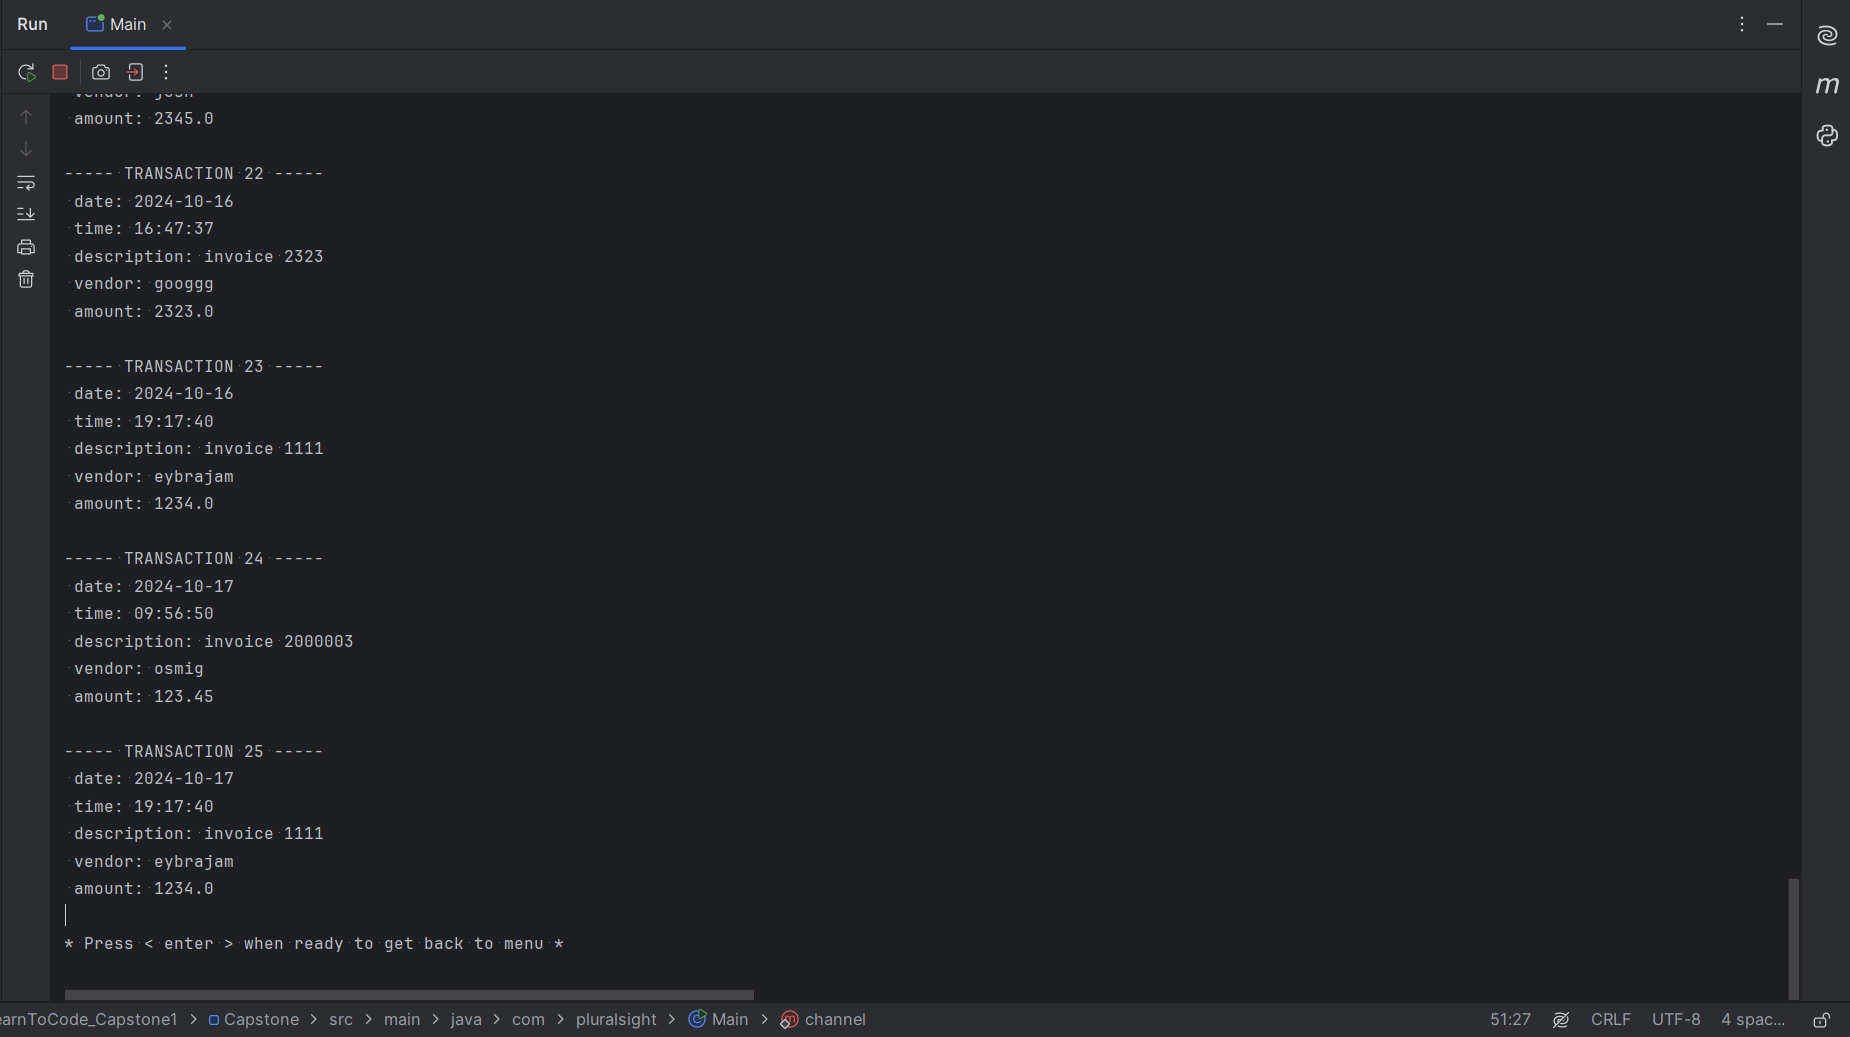 Run Main
amount: 2345.0
----- TRANSACTION 22 -----
date: 2024-10-16
time: 16:47:37
description: invoice 2323
vendor: googgg
amount: 2323.0
----- TRANSACTION 23 -----
date: 2024-10-16
time: 19:17:40
description: invoice 1111
vendor: eybrajam
amount: 1234.0
----- TRANSACTION 24 -----
date: 2024-10-17
time: 09:56:50
description: invoice 2000003
vendor: osmig
amount: 123.45
----- TRANSACTION 25 -----
date: 2024-10-17
time: 19:17:40
description: invoice 1111
vendor: eybrajam
amount: 1234.0
* Press < enter > when ready to get back to menu *
earnToCode_Capstone1 > Capstone > src > main > java > com > pluralsight > Main > channel 51:27 CRLF UTF-8 4 spac...